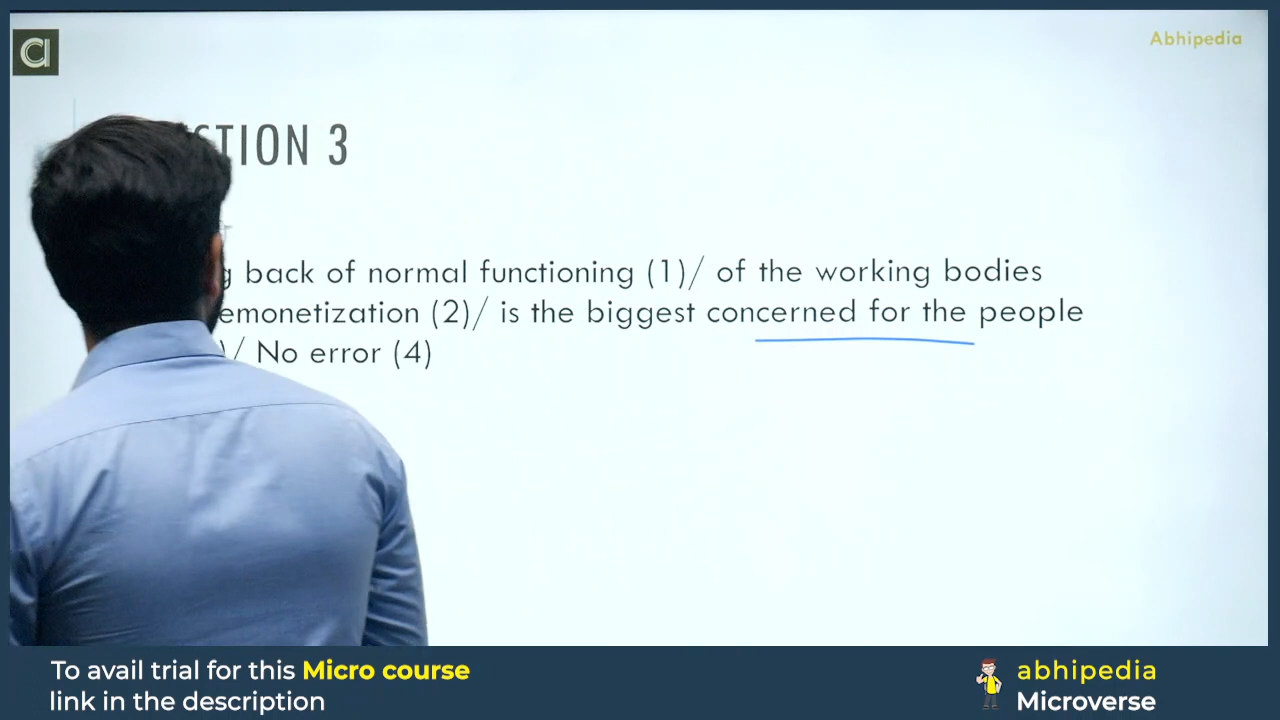 Abhipedia
STION 3
g back of normal functioning (1)/ of the working bodies
emonetization (2)/ is the biggest concerned for the people
)/ No error (4)
To avail trial for this Micro course
link in the description
abhipedia
Microverse